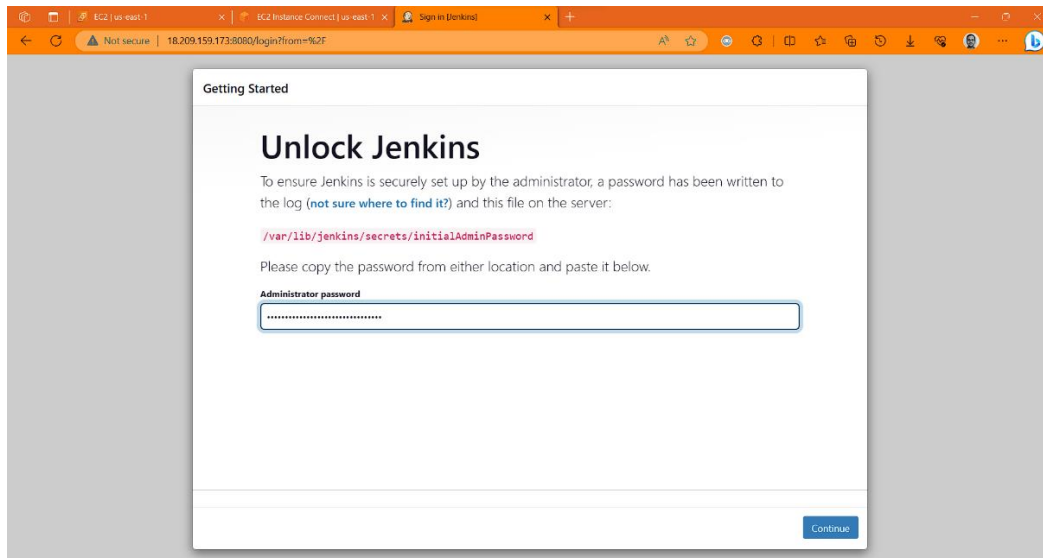 EC2 | us-east-1
EC2 Instance Connect | us-east-1
Sign in [Jenkins]
Not secure | 18.209.159.173:8080/login?from=%2F
Getting Started
Unlock Jenkins
To ensure Jenkins is securely set up by the administrator, a password has been written to
the log (not sure where to find it?) and this file on the server:
/var/lib/jenkins/secrets/initialAdminPassword
Please copy the password from either location and paste it below.
Administrator password
••••••••••••••••••••••••••••••••
Continue